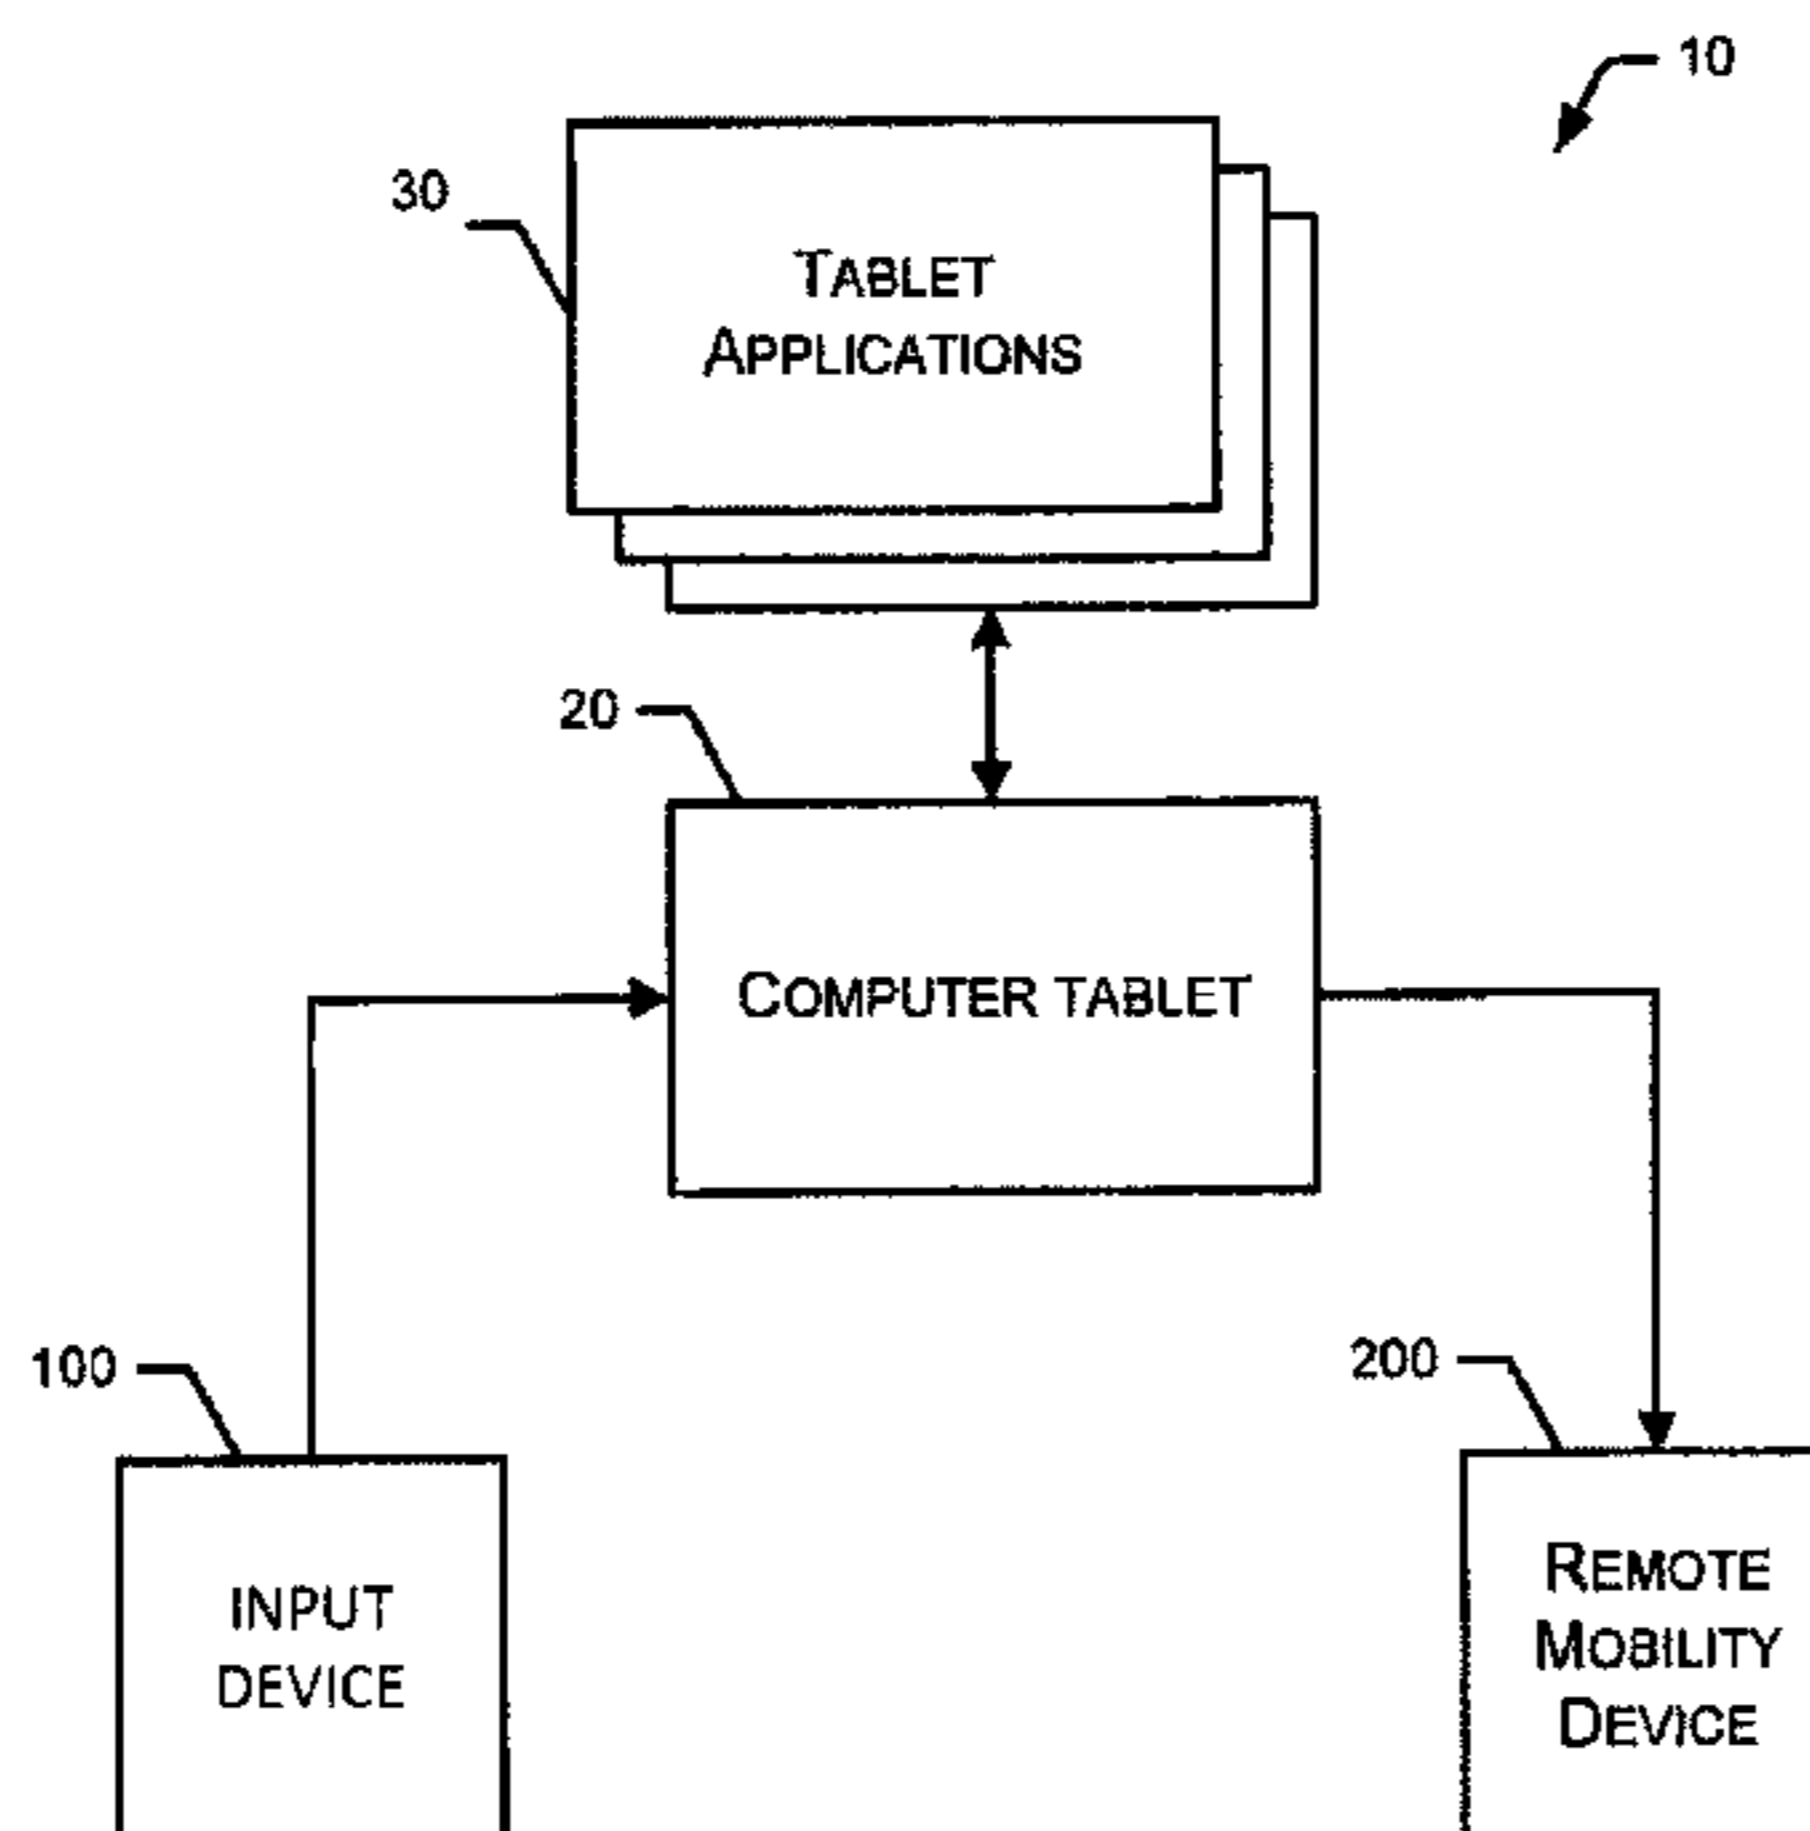 10
30
TABLET
APPLICATIONS
20
COMPUTER TABLET
100
200
INPUT
DEVICE
REMOTE
MOBILITY
DEVICE